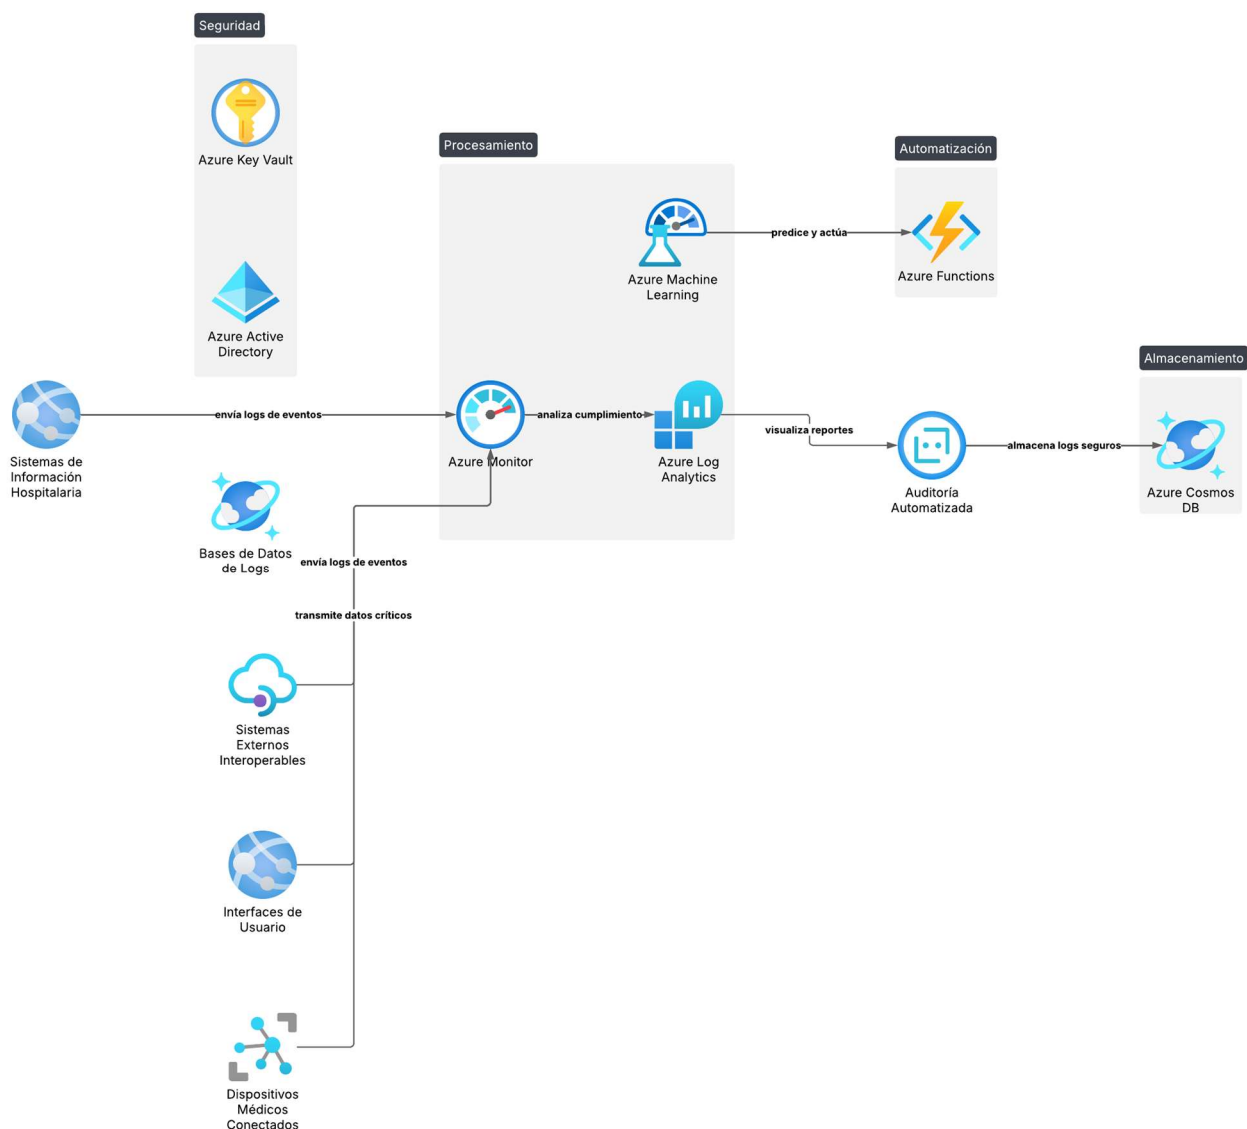 Seguridad
Azure Key Vault
Azure Active
Directory
Procesamiento
Azure Machine
Learning
predice y actúa
Automatización
Azure Functions
Sistemas de
Información
Hospitalaria
envía logs de eventos
Azure Monitor
analiza cumplimiento
Azure Log
Analytics
visualiza reportes
Auditoría
Automatizada
almacena logs seguros
Almacenamiento
Azure Cosmos
DB
Bases de Datos
de Logs
envía logs de eventos
transmite datos críticos
Sistemas
Externos
Interoperables
Interfaces de
Usuario
Dispositivos
Médicos
Conectados